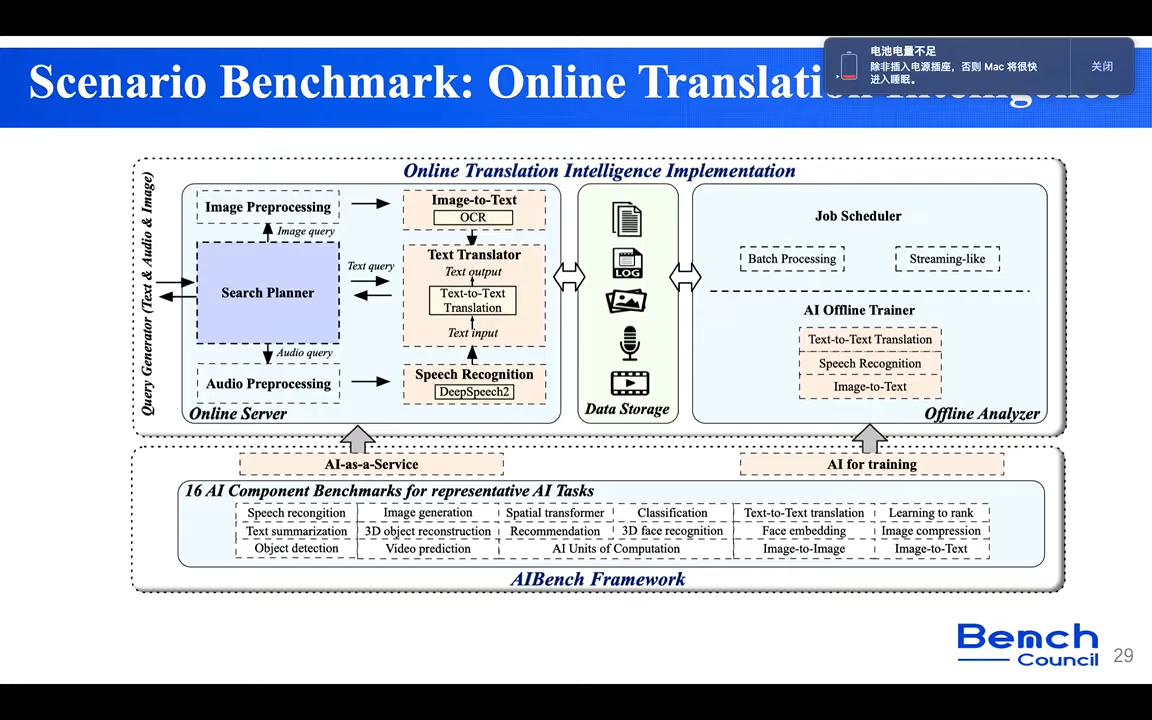 Scenario Benchmark: Online Translation Intelligence
电池电量不足
除非插入电源插座，否则 Mac 将很快
进入睡眠。
关闭
Online Translation Intelligence Implementation
Query Generator (Text & Audio & Image)
Image Preprocessing
Image query
Search Planner
Text query
Audio query
Audio Preprocessing
Online Server
Image-to-Text
OCR
Text Translator
Text output
Text-to-Text
Translation
Text input
Speech Recognition
DeepSpeech2
LOG
Data Storage
Job Scheduler
Batch Processing
Streaming-like
AI Offline Trainer
Text-to-Text Translation
Speech Recognition
Image-to-Text
Offline Analyzer
AI-as-a-Service
AI for training
16 AI Component Benchmarks for representative AI Tasks
Speech recongition
Image generation
Spatial transformer
Classification
Text-to-Text translation
Learning to rank
Text summarization
3D object reconstruction
Recommendation
3D face recognition
Face embedding
Image compression
Object detection
Video prediction
AI Units of Computation
Image-to-Image
Image-to-Text
AIBench Framework
Bench
Council
29